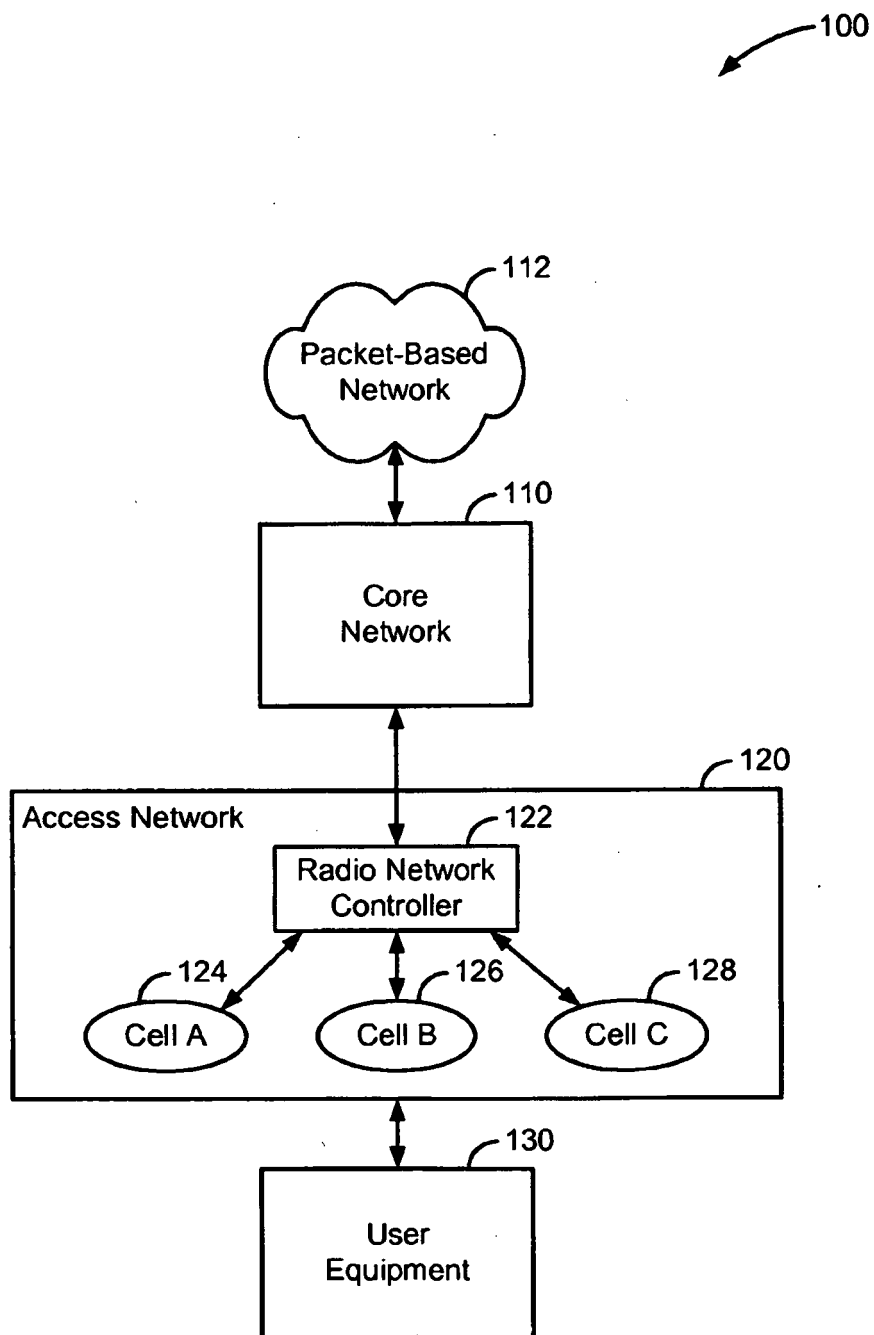 100
112
Packet-Based
Network
110
Core
Network
120
Access Network
122
Radio Network
Controller
124
126
128
Cell A
Cell B
Cell C
130
User
Equipment